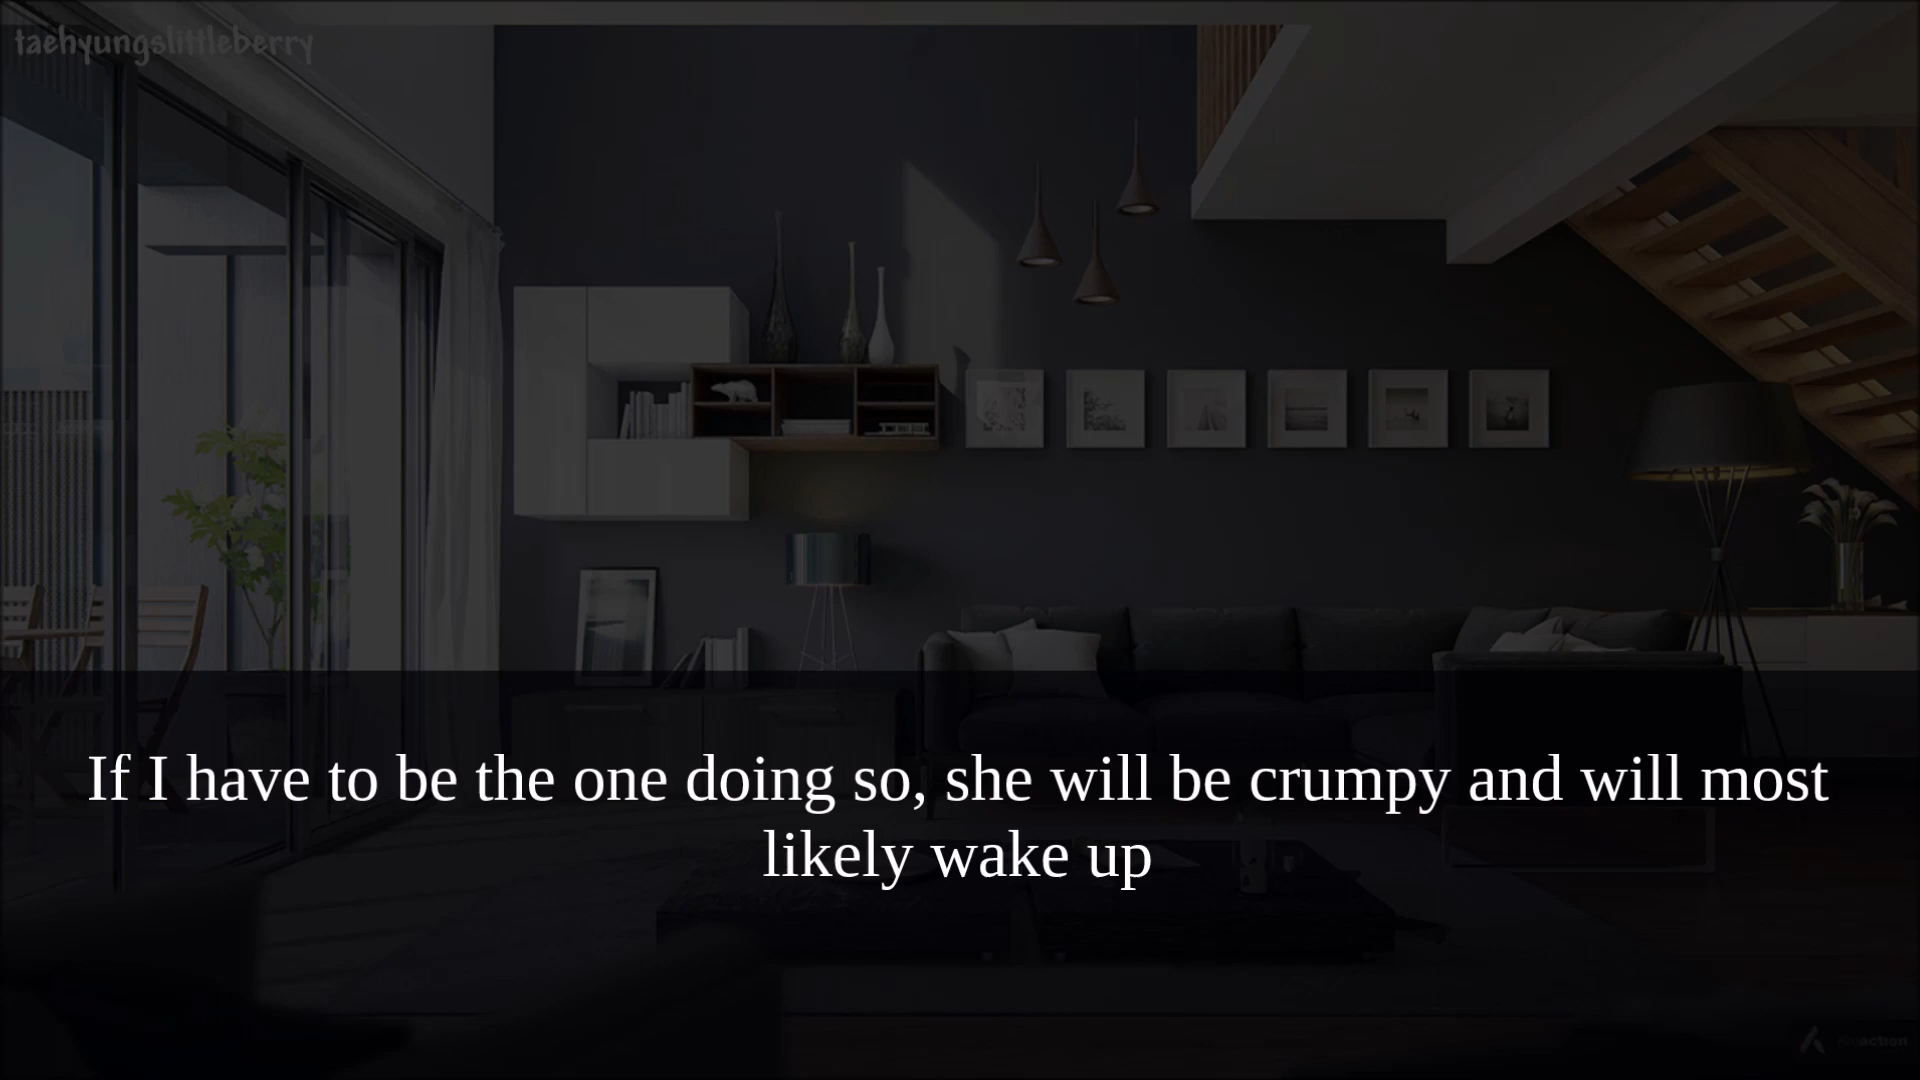 taehyungslittleberry
If I have to be the one doing so, she will be crumpy and will most
likely wake up